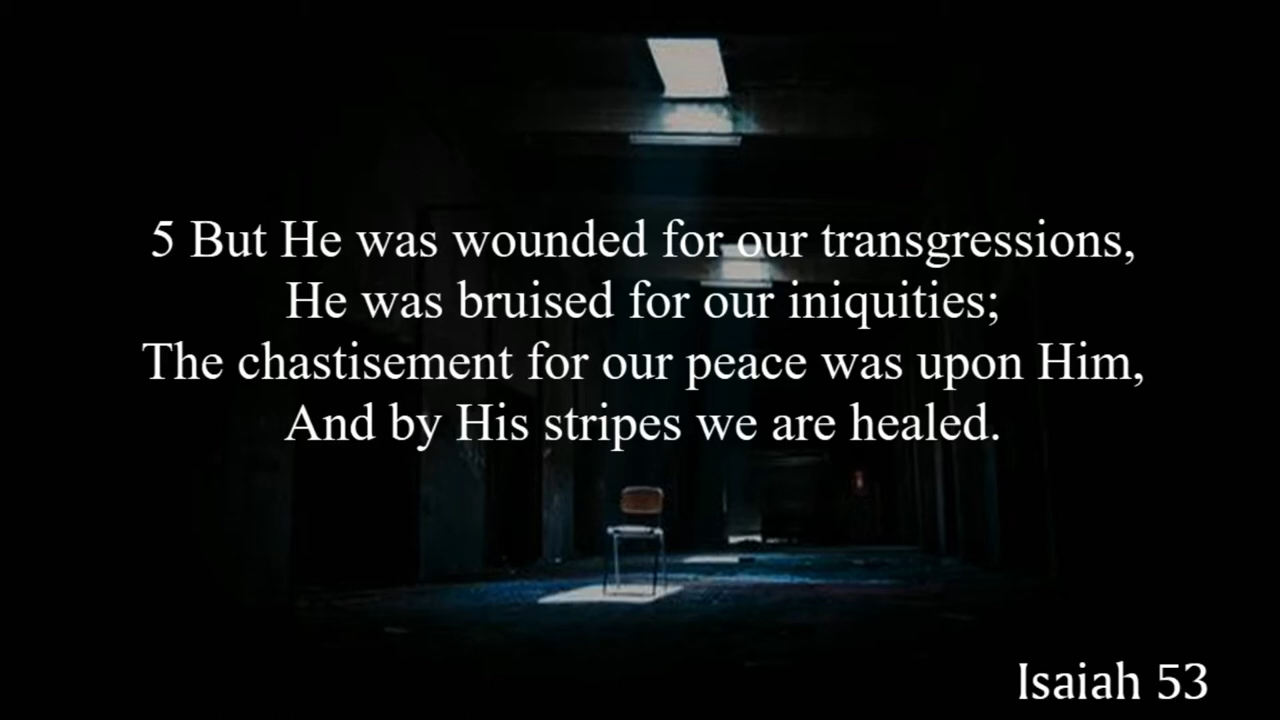 5 But He was wounded for our transgressions,
He was bruised for our iniquities;
The chastisement for our peace was upon Him,
And by His stripes we are healed.
Isaiah 53